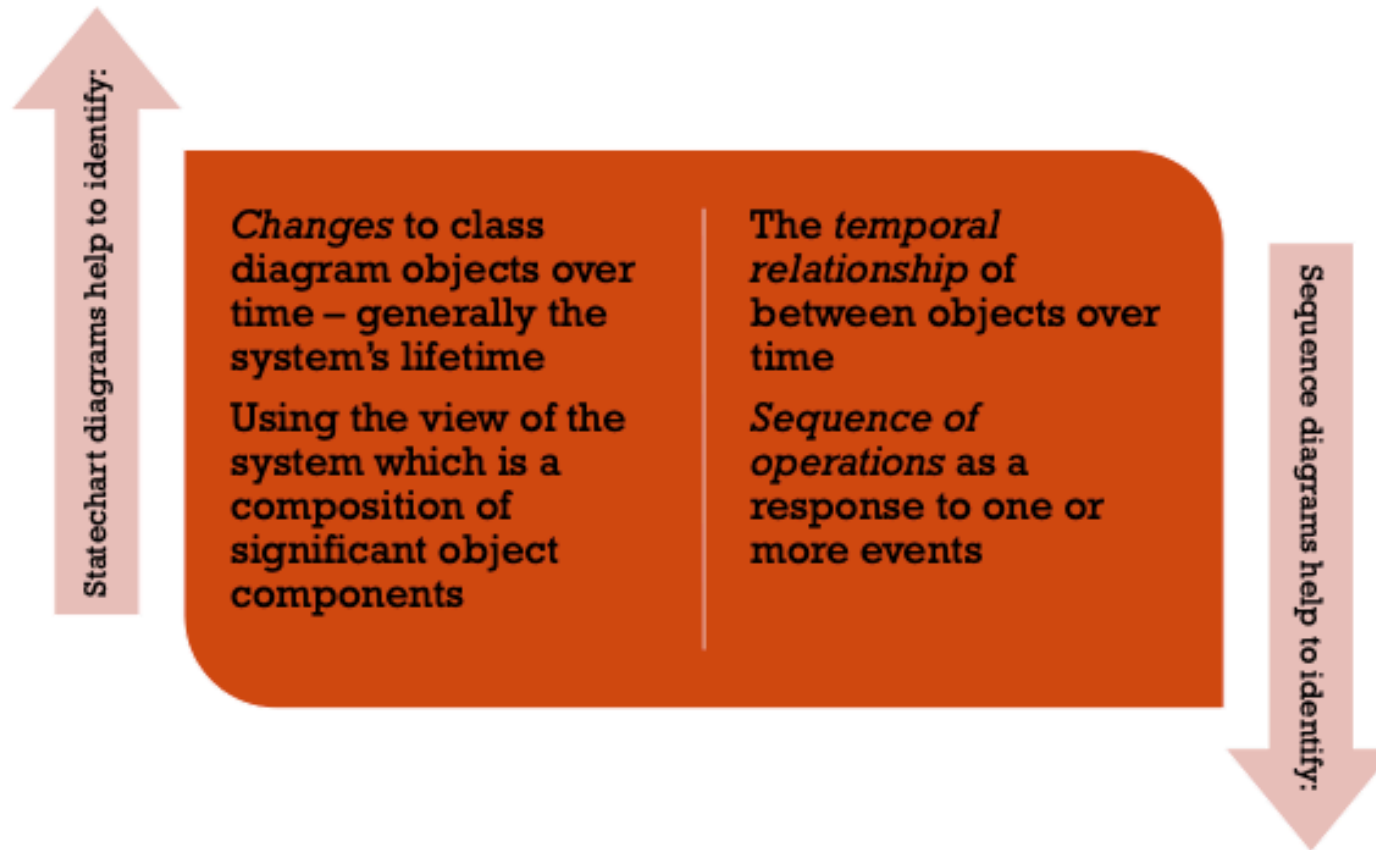 Statechart diagrams help to identify:
Changes to class
diagram objects over
time – generally the
system's lifetime
Using the view of the
system which is a
composition of
significant object
components
The temporal
relationship of
between objects over
time
Sequence of
operations as a
response to one or
more events
Sequence diagrams help to identify: